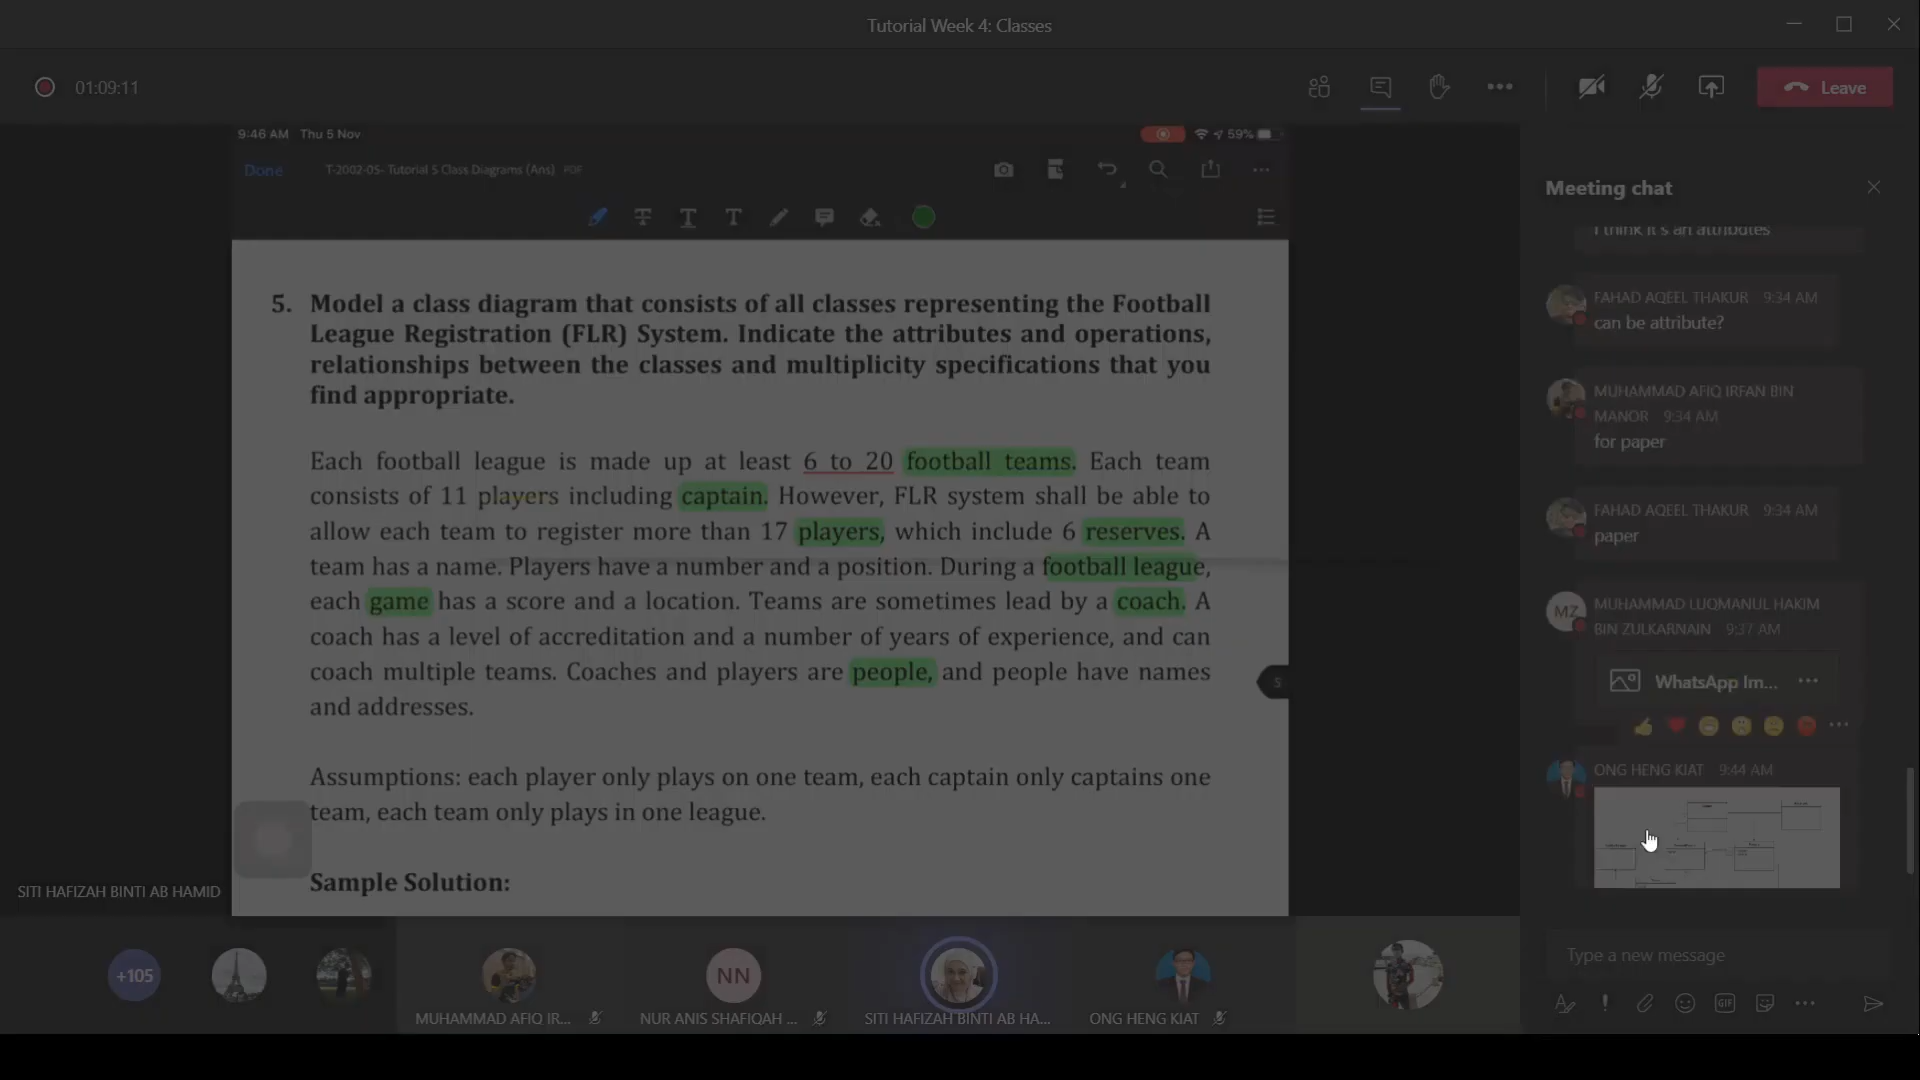 Tutorial Week 4: Classes
01:09:11
Leave
9:46 AM Thu 5 Nov
59%
Done
T-2002-05- Tutorial 5 Class Diagrams (Ans) PDF
5. Model a class diagram that consists of all classes representing the Football
League Registration (FLR) System. Indicate the attributes and operations,
relationships between the classes and multiplicity specifications that you
find appropriate.
Each football league is made up at least 6 to 20 football teams. Each team
consists of 11 players including captain. However, FLR system shall be able to
allow each team to register more than 17 players, which include 6 reserves. A
team has a name. Players have a number and a position. During a football league,
each game has a score and a location. Teams are sometimes lead by a coach. A
coach has a level of accreditation and a number of years of experience, and can
coach multiple teams. Coaches and players are people, and people have names
and addresses.
Assumptions: each player only plays on one team, each captain only captains one
team, each team only plays in one league.
Sample Solution:
5
SITI HAFIZAH BINTI AB HAMID
Meeting chat
I think it's an attributes
FAHAD AQEEL THAKUR 9:34 AM
can be attribute?
MUHAMMAD AFIQ IRFAN BIN
MANOR 9:34 AM
for paper
FAHAD AQEEL THAKUR 9:34 AM
paper
MZ
MUHAMMAD LUQMANUL HAKIM
BIN ZULKARNAIN 9:37 AM
WhatsApp Im...
ONG HENG KIAT 9:44 AM
Type a new message
GIF
+105
NN
MUHAMMAD AFIQ IR...
NUR ANIS SHAFIQAH ...
SITI HAFIZAH BINTI AB HA...
ONG HENG KIAT